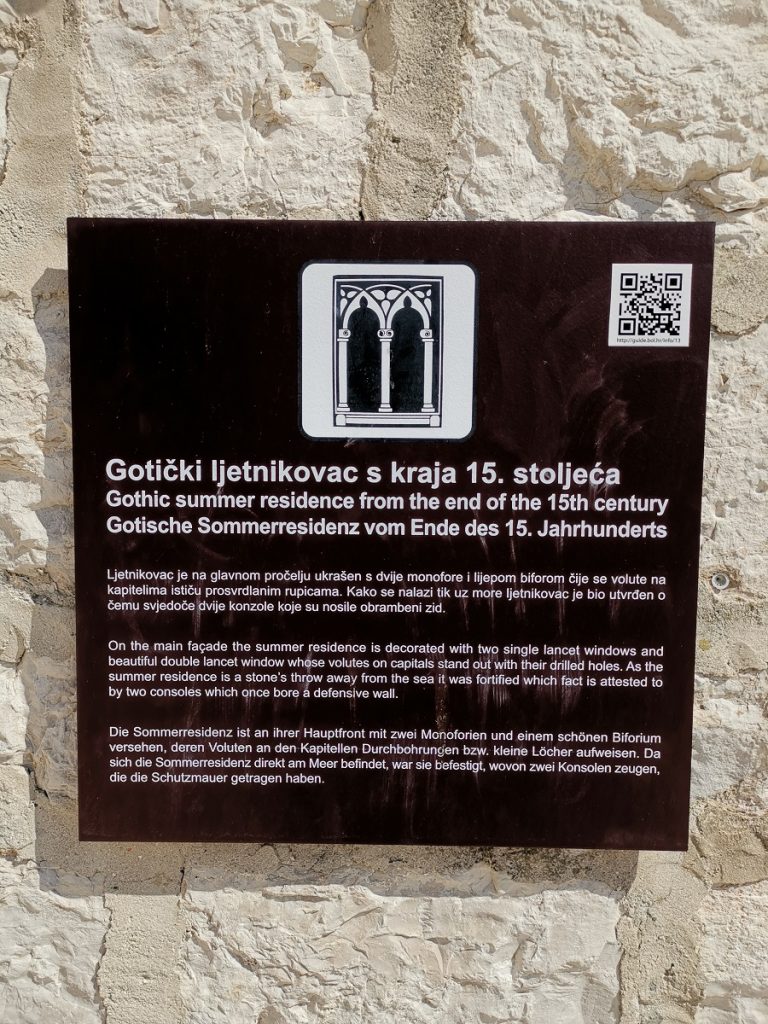 http://guide.bol.hr/info/13
Gotički ljetnikovac s kraja 15. stoljeća
Gothic summer residence from the end of the 15th century
Gotische Sommerresidenz vom Ende des 15. Jahrhunderts
Ljetnikovac je na glavnom pročelju ukrašen s dvije monofore i lijepom biforom čije se volute na
kapitelima ističu prosvrdlanim rupicama. Kako se nalazi tik uz more ljetnikovac je bio utvrđen o
čemu svjedoče dvije konzole koje su nosile obrambeni zid.
On the main façade the summer residence is decorated with two single lancet windows and
beautiful double lancet window whose volutes on capitals stand out with their drilled holes. As the
summer residence is a stone's throw away from the sea it was fortified which fact is attested to
by two consoles which once bore a defensive wall.
Die Sommerresidenz ist an ihrer Hauptfront mit zwei Monoforien und einem schönen Biforium
versehen, deren Voluten an den Kapitellen Durchbohrungen bzw. kleine Löcher aufweisen. Da
sich die Sommerresidenz direkt am Meer befindet, war sie befestigt, wovon zwei Konsolen zeugen,
die die Schutzmauer getragen haben.